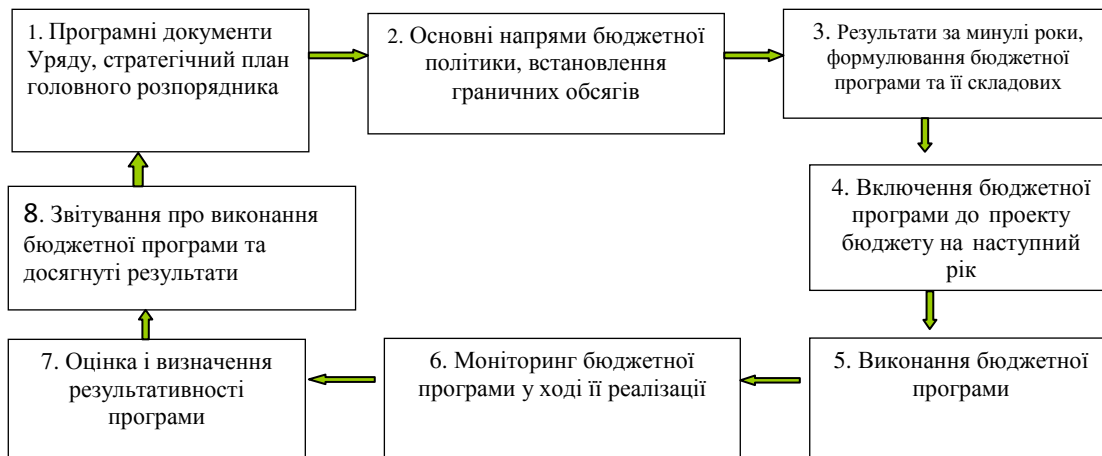 1. Програмні документи
Уряду, стратегічний план
головного розпорядника
2. Основні напрями бюджетної
політики, встановлення
граничних обсягів
3. Результати за минулі роки,
формулювання бюджетної
програми та її складових
4. Включення бюджетної
програми до проекту
бюджету на наступний
рік
5. Виконання бюджетної
програми
6. Моніторинг бюджетної
програми у ході її реалізації
7. Оцінка і визначення
результативності
програми
8. Звітування про виконання
бюджетної програми та
досягнуті результати